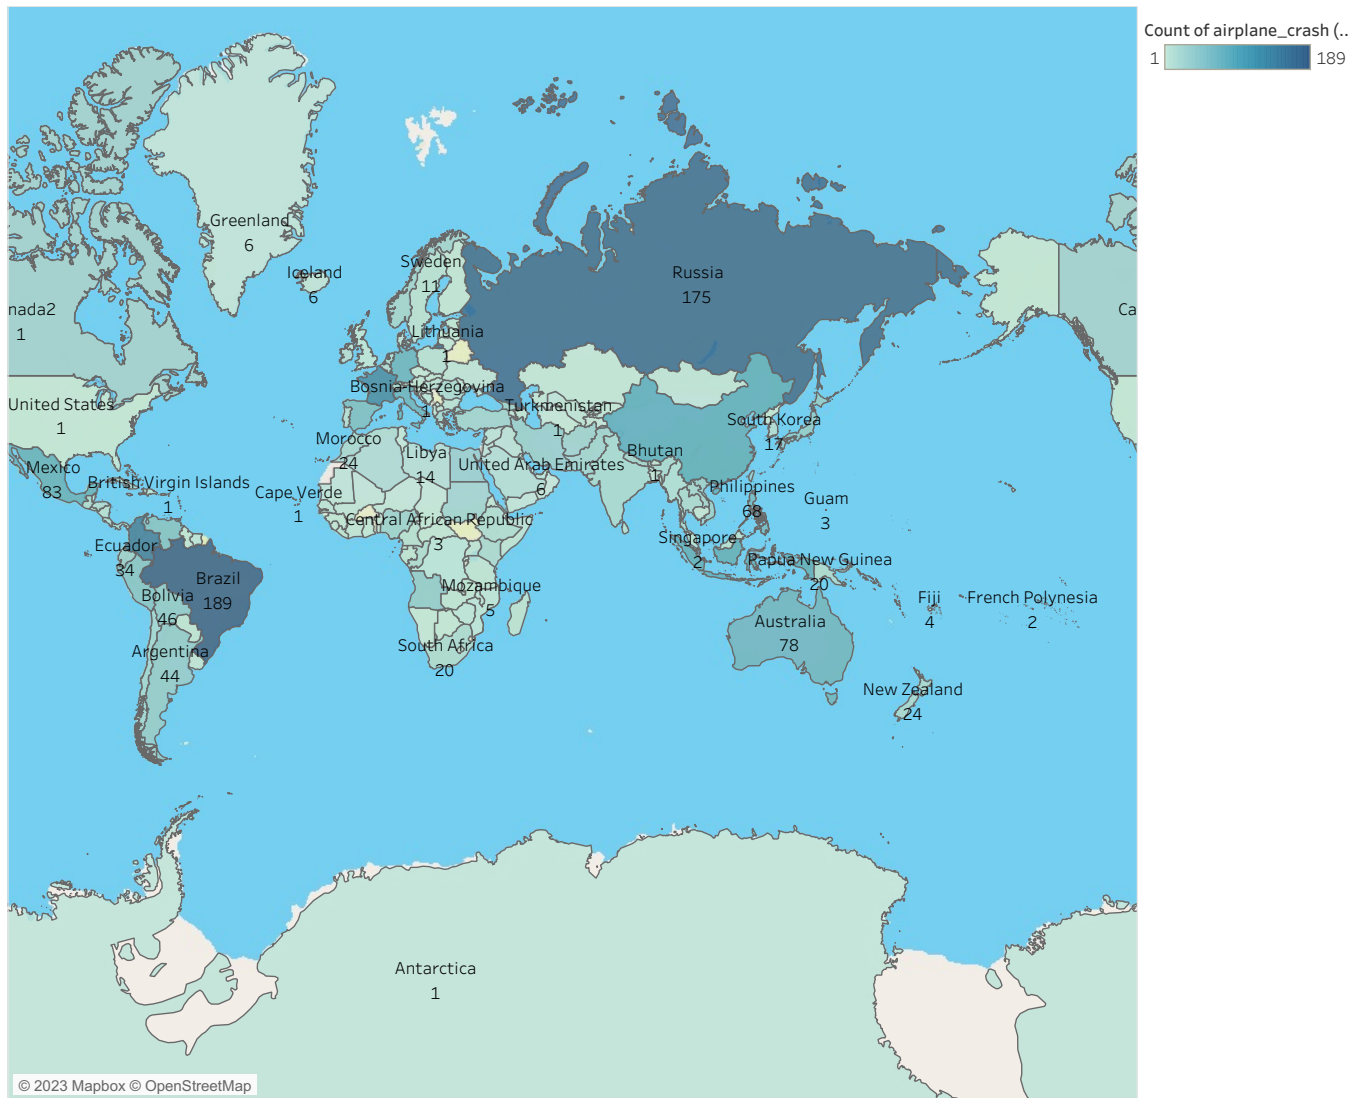 Count of airplane_crash (..
1
189
Greenland
6
Iceland
6
Sweden
11
Russia
175
nada2
1
Ca
Lithuania
1
Bosnia-Herzegovina
1
United States
1
Turkmenistan
1
South Korea
17
Morocco
24
Libya
14
Bhutan
1
United Arab Emirates
6
Mexico
83
British Virgin Islands
1
Cape Verde
1
Philippines
68
Guam
3
Central African Republic
3
Singapore
2
Ecuador
34
Papua New Guinea
20
Brazil
189
Mozambique
5
Bolivia
46
Fiji
4
French Polynesia
2
Australia
78
South Africa
20
Argentina
44
New Zealand
24
Antarctica
1
© 2023 Mapbox © OpenStreetMap